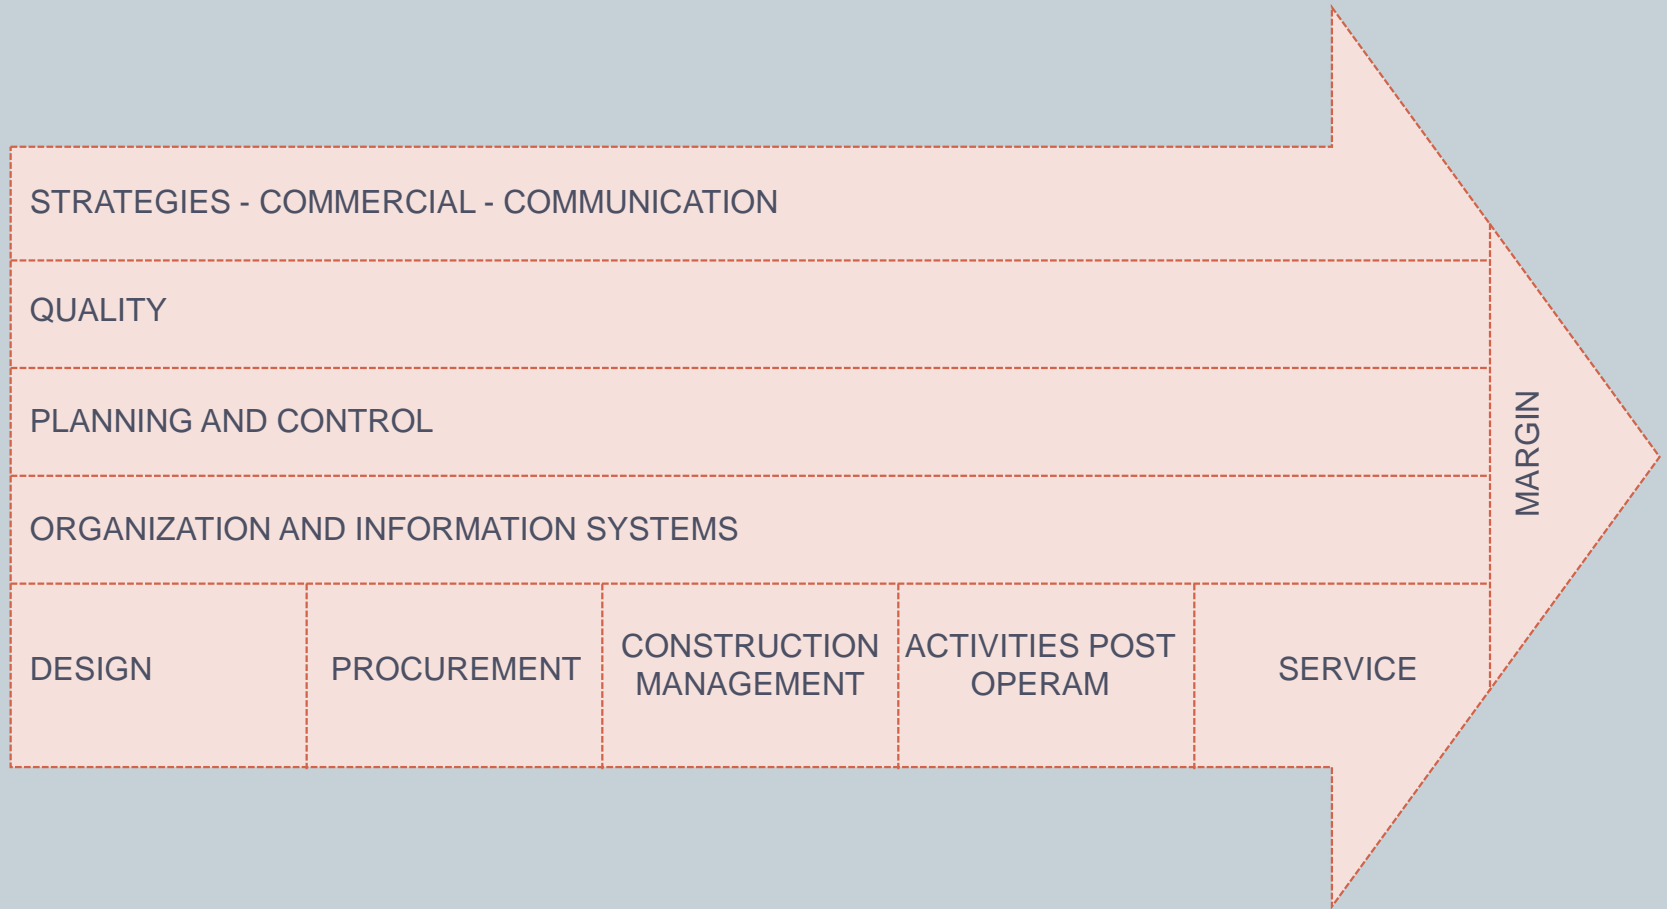 STRATEGIES - COMMERCIAL - COMMUNICATION
QUALITY
PLANNING AND CONTROL
ORGANIZATION AND INFORMATION SYSTEMS
DESIGN
PROCUREMENT
CONSTRUCTION
MANAGEMENT
ACTIVITIES POST
OPERAM
SERVICE
MARGIN